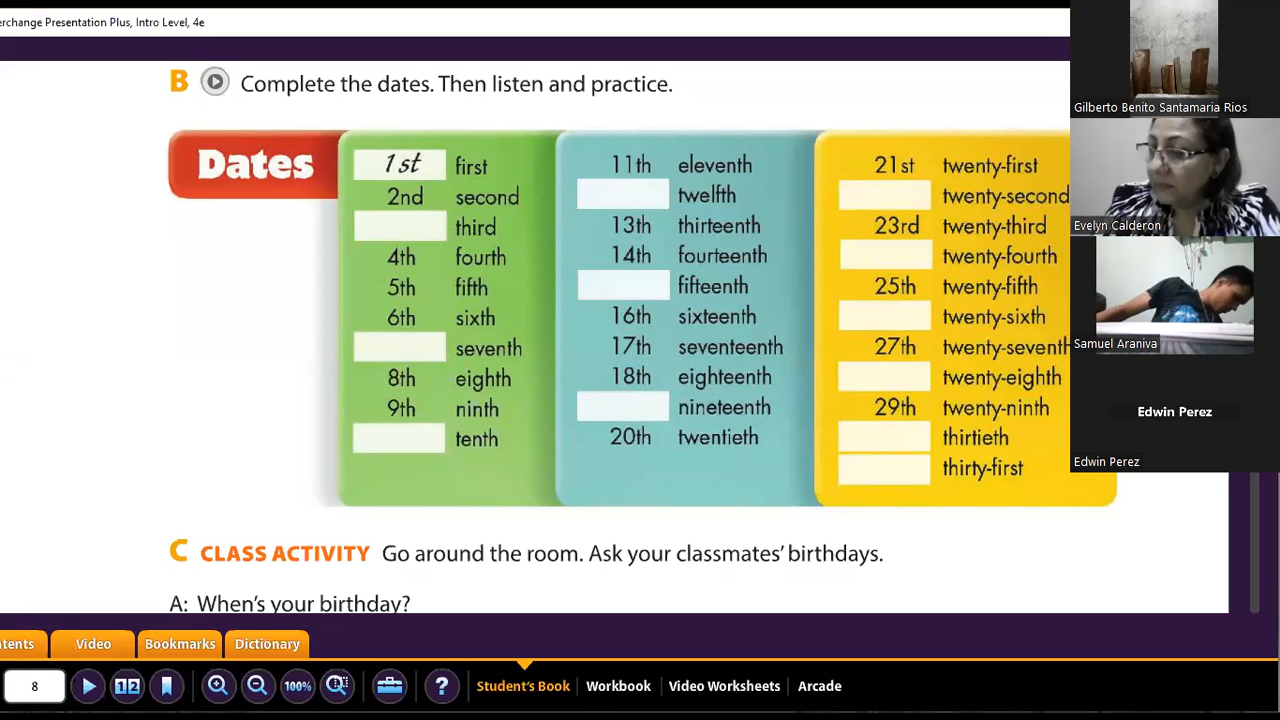 erchange Presentation Plus, Intro Level, 4e
B Complete the dates. Then listen and practice.
Dates
1st first
2nd second
third
4th fourth
5th fifth
6th sixth
seventh
8th eighth
9th ninth
tenth
11th eleventh
twelfth
13th thirteenth
14th fourteenth
fifteenth
16th sixteenth
17th seventeenth
18th eighteenth
nineteenth
20th twentieth
21st twenty-first
twenty-second
23rd twenty-third
twenty-fourth
25th twenty-fifth
twenty-sixth
27th twenty-seventh
twenty-eighth
29th twenty-ninth
thirtieth
thirty-first
C CLASS ACTIVITY Go around the room. Ask your classmates' birthdays.
A: When's your birthday?
Gilberto Benito Santamaria Rios
Evelyn Calderon
Samuel Araniva
Edwin Perez
Edwin Perez
tents Video Bookmarks Dictionary
8 12 100% ? Student's Book Workbook Video Worksheets Arcade